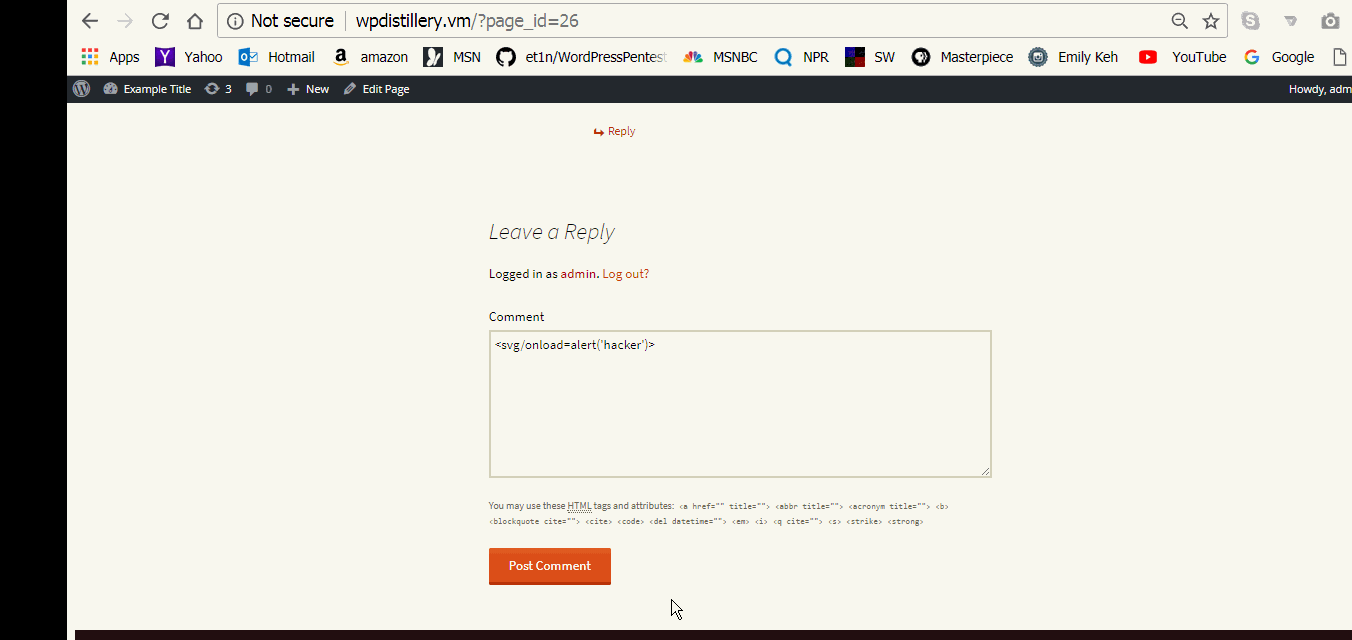 Not secure | wpdistillery.vm/?page_id=26
Apps Yahoo Hotmail amazon MSN et1n/WordPressPentest MSNBC NPR SW Masterpiece Emily Keh YouTube Google
Example Title 3 0 New Edit Page Howdy, adm
Reply
Leave a Reply
Logged in as admin. Log out?
Comment
<svg/onload=alert('hacker')>
You may use these HTML tags and attributes: <a href="" title=""> <abbr title=""> <acronym title=""> <b>
<blockquote cite=""> <cite> <code> <del datetime=""> <em> <i> <q cite=""> <s> <strike> <strong>
Post Comment